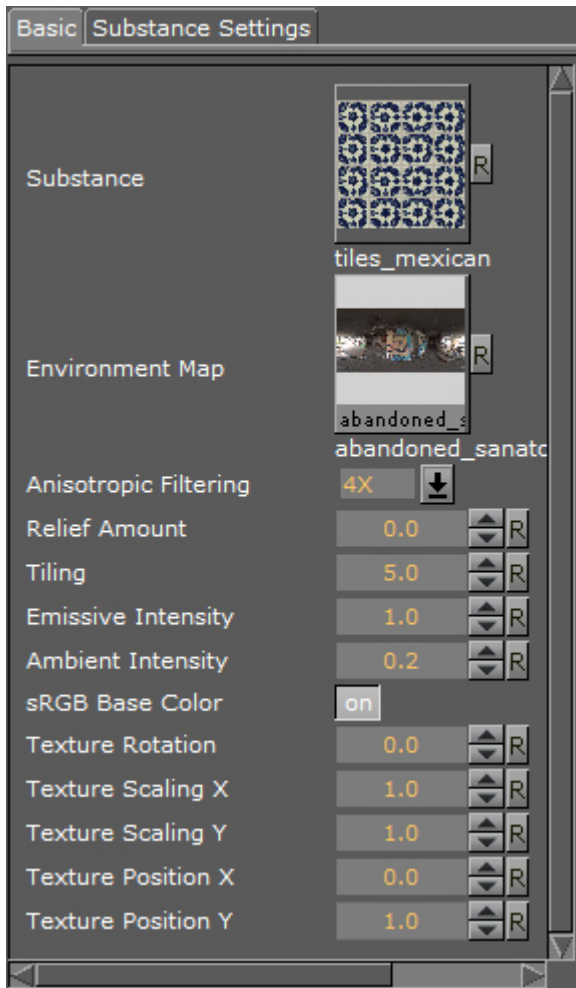 Basic Substance Settings
Substance R
tiles_mexican
Environment Map R
abandoned_s
abandoned_sanato
Anisotropic Filtering 4X
Relief Amount 0.0 R
Tiling 5.0 R
Emissive Intensity 1.0 R
Ambient Intensity 0.2 R
sRGB Base Color on
Texture Rotation 0.0 R
Texture Scaling X 1.0 R
Texture Scaling Y 1.0 R
Texture Position X 0.0 R
Texture Position Y 1.0 R